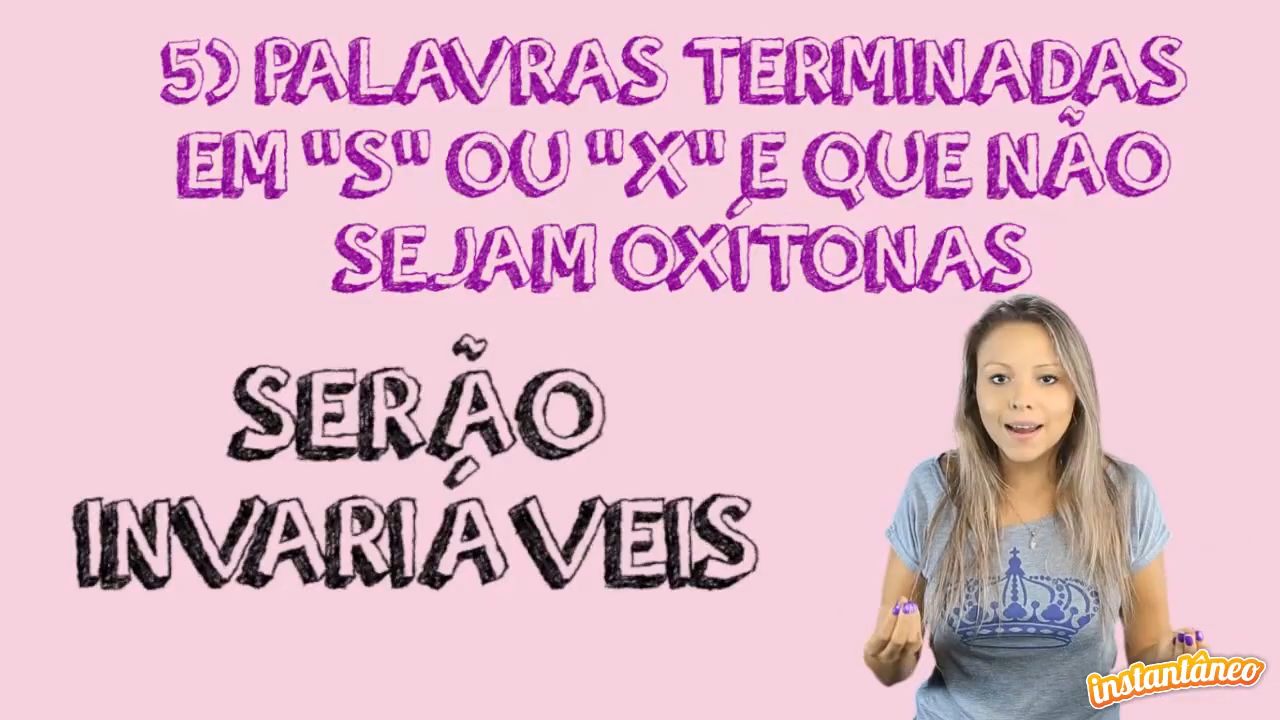 5) PALAVRAS TERMINADAS
EM "S" OU "X" E QUE NÃO
SEJAM OXÍTONAS
SERÃO
INVARIÁVEIS
instantâneo